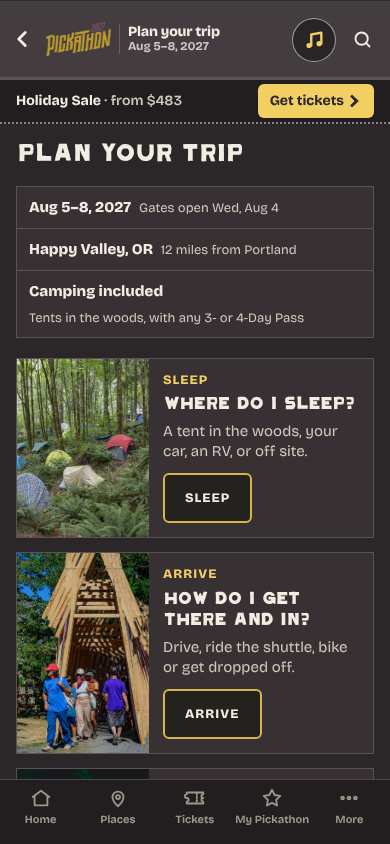 PICKATHON
Plan your trip
Aug 5–8, 2027
Holiday Sale · from $483
Get tickets
PLAN YOUR TRIP
Aug 5–8, 2027 Gates open Wed, Aug 4
Happy Valley, OR 12 miles from Portland
Camping included
Tents in the woods, with any 3- or 4-Day Pass
SLEEP
WHERE DO I SLEEP?
A tent in the woods, your
car, an RV, or off site.
SLEEP
ARRIVE
HOW DO I GET
THERE AND IN?
Drive, ride the shuttle, bike
or get dropped off.
ARRIVE
Home
Places
Tickets
My Pickathon
More